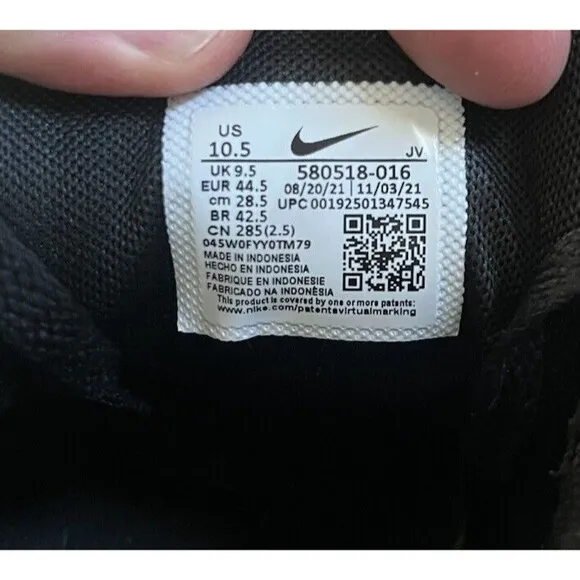 US
10.5
JV
UK 9.5
580518-016
EUR 44.5
08/20/21 | 11/03/21
cm 28.5
UPC 00192501347545
BR 42.5
CN 285(2.5)
045W0FYY0TM79
MADE IN INDONESIA
HECHO EN INDONESIA
FABRIQUE EN INDONÉSIE
FABRICADO NA INDONÉSIA
This product is covered by one or more patents:
www.nike.com/patentsvirtualmarking